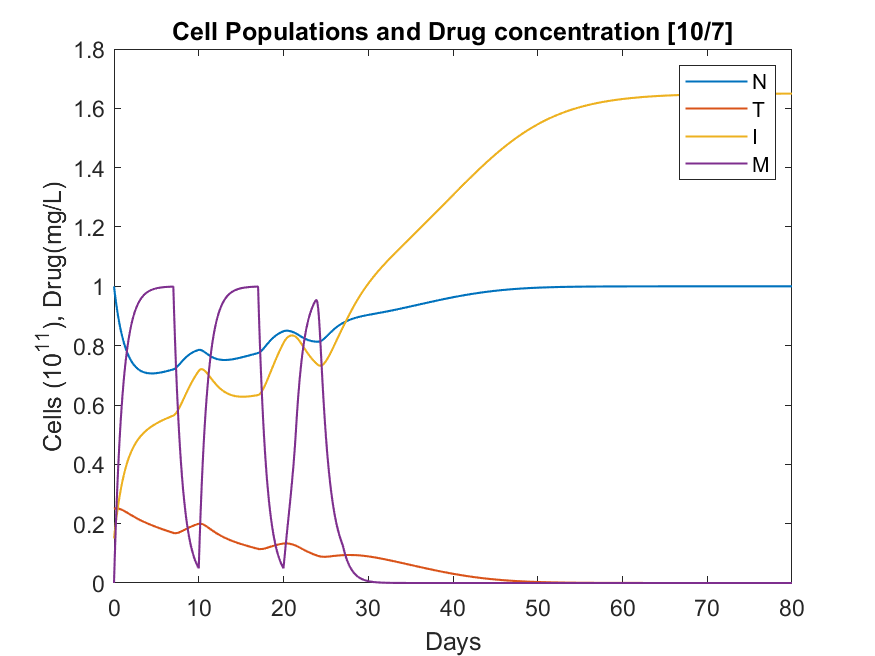 Cell Populations and Drug concentration [10/7]
1.8
1.6
1.4
1.2
1
0.8
0.6
0.4
0.2
0
Cells (10^11), Drug(mg/L)
N
T
I
M
0 10 20 30 40 50 60 70 80
Days